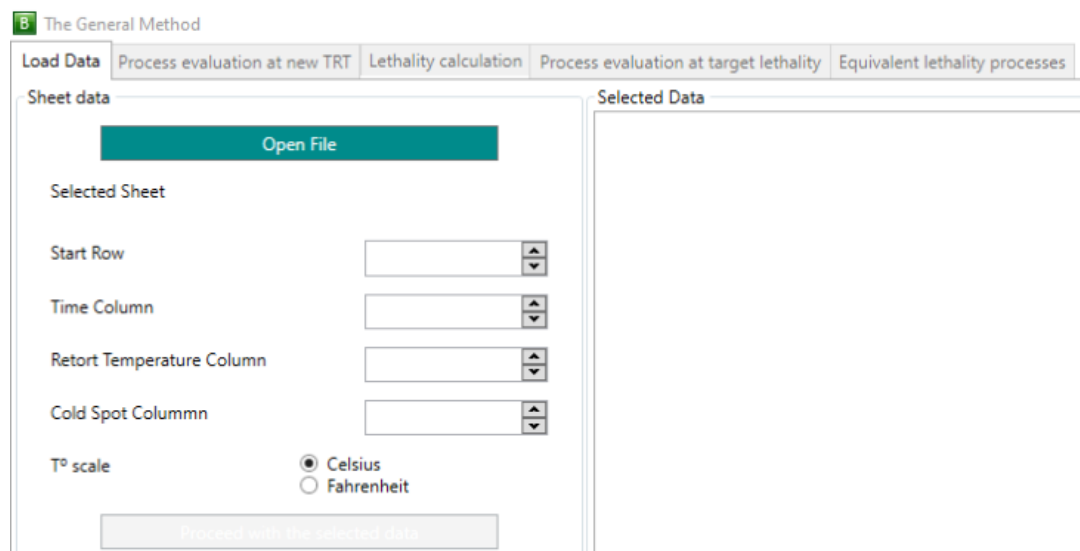 B The General Method
Load Data Process evaluation at new TRT Lethality calculation Process evaluation at target lethality Equivalent lethality processes
Sheet data Selected Data
Open File
Selected Sheet
Start Row
Time Column
Retort Temperature Column
Cold Spot Colummn
Tº scale
Celsius
Fahrenheit
Proceed with the selected data